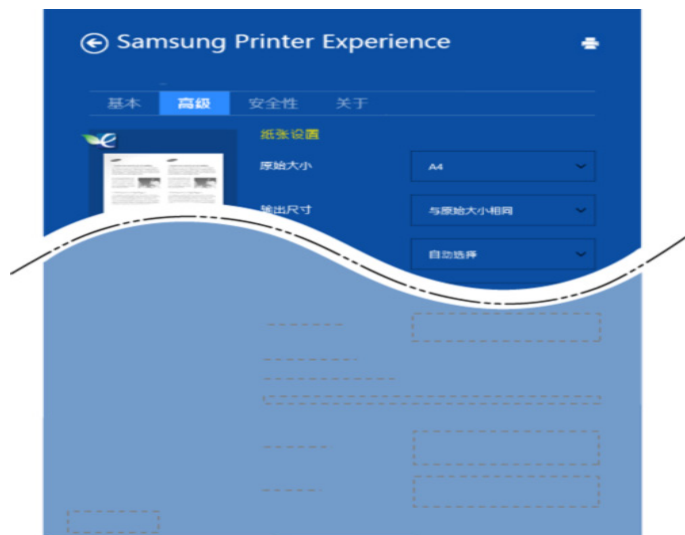 Samsung Printer Experience
基本 高级 安全性 关于
纸张设置
原始大小 A4
输出尺寸 与原始大小相同
自动选择